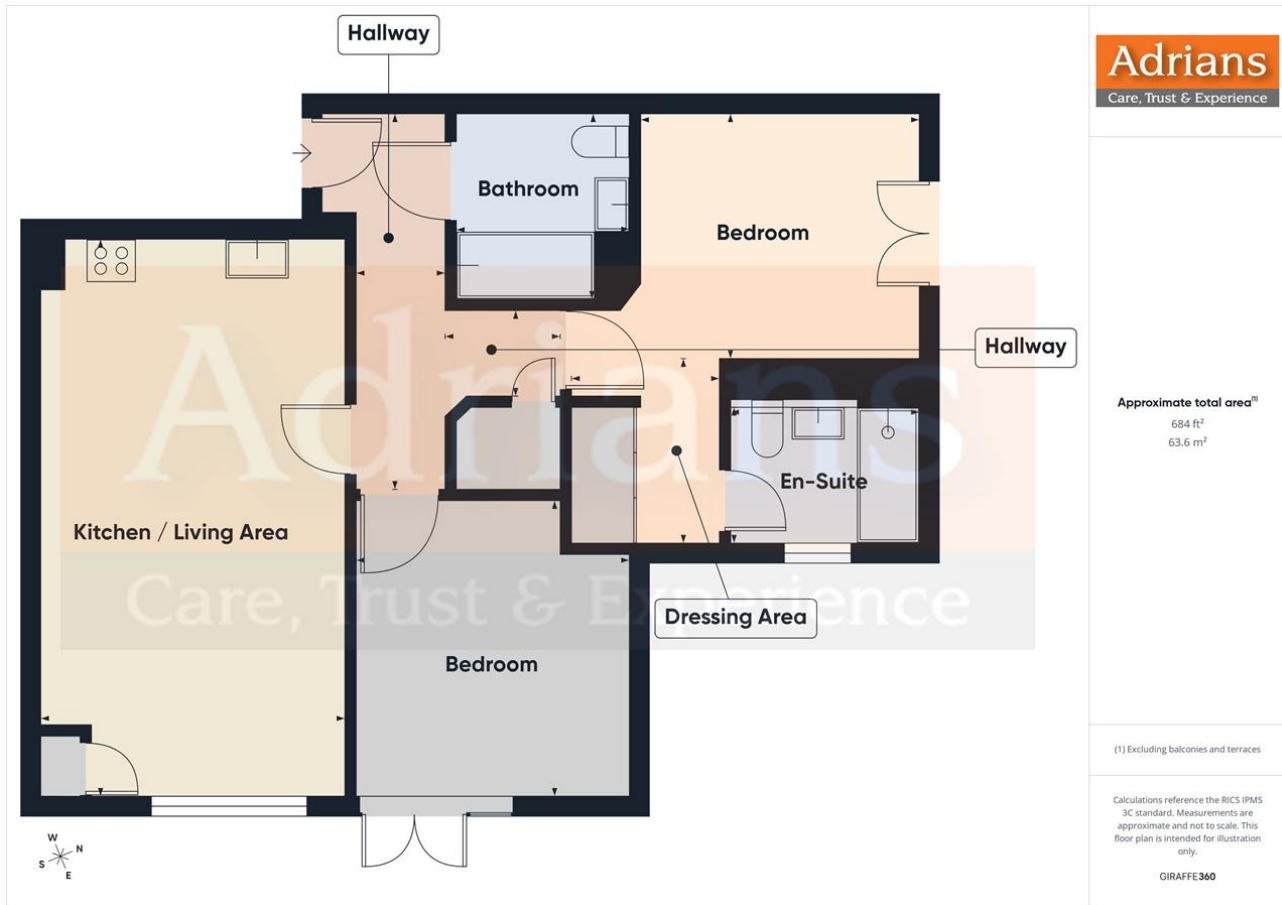 Hallway
Adrians
Care, Trust & Experience
Bathroom
Bedroom
Hallway
Adrians
Approximate total area(1)
684 ft²
63.6 m²
En-Suite
Kitchen / Living Area
Care, Trust & Experience
Dressing Area
Bedroom
(1) Excluding balconies and terraces
Calculations reference the RICS IPMS
3C standard. Measurements are
approximate and not to scale. This
floor plan is intended for illustration
only.
GIRAFFE360
W
N
S
E